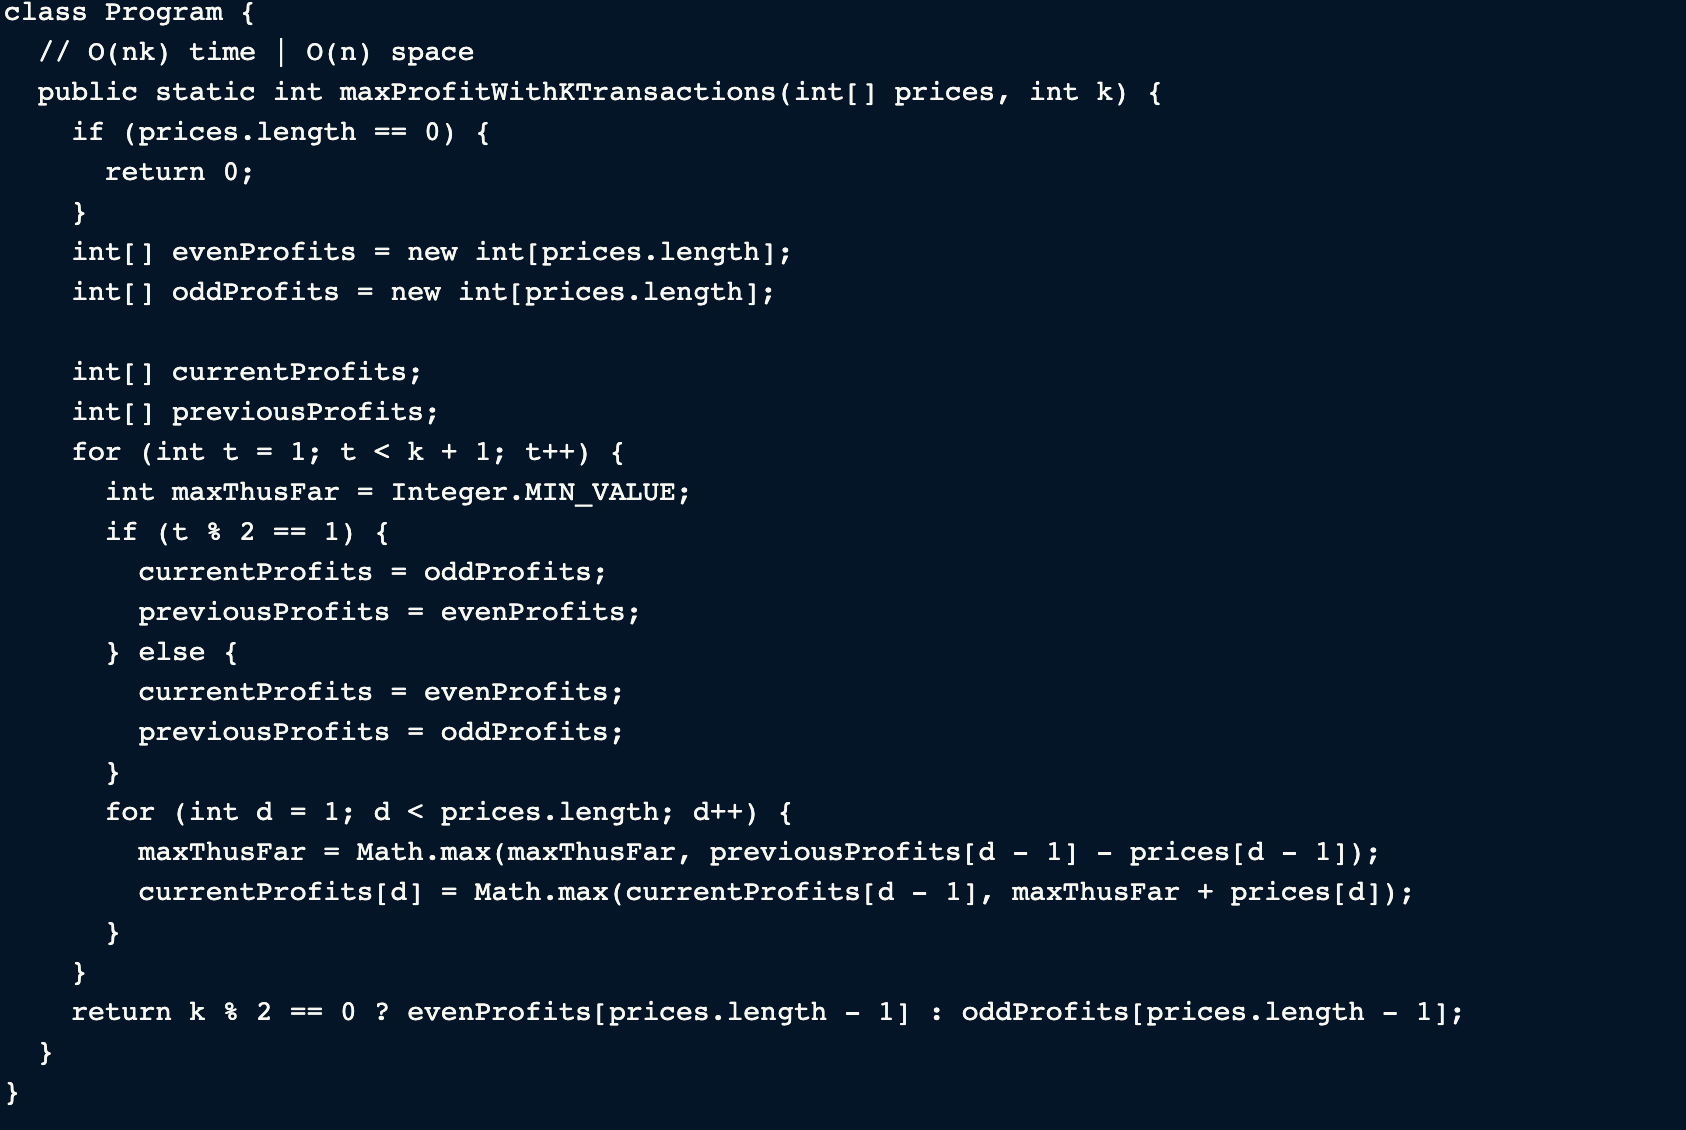 class Program {
  // O(nk) time | O(n) space
  public static int maxProfitWithKTransactions(int[] prices, int k) {
    if (prices.length == 0) {
      return 0;
    }
    int[] evenProfits = new int[prices.length];
    int[] oddProfits = new int[prices.length];

    int[] currentProfits;
    int[] previousProfits;
    for (int t = 1; t < k + 1; t++) {
      int maxThusFar = Integer.MIN_VALUE;
      if (t % 2 == 1) {
        currentProfits = oddProfits;
        previousProfits = evenProfits;
      } else {
        currentProfits = evenProfits;
        previousProfits = oddProfits;
      }
      for (int d = 1; d < prices.length; d++) {
        maxThusFar = Math.max(maxThusFar, previousProfits[d - 1] - prices[d - 1]);
        currentProfits[d] = Math.max(currentProfits[d - 1], maxThusFar + prices[d]);
      }
    }
    return k % 2 == 0 ? evenProfits[prices.length - 1] : oddProfits[prices.length - 1];
  }
}